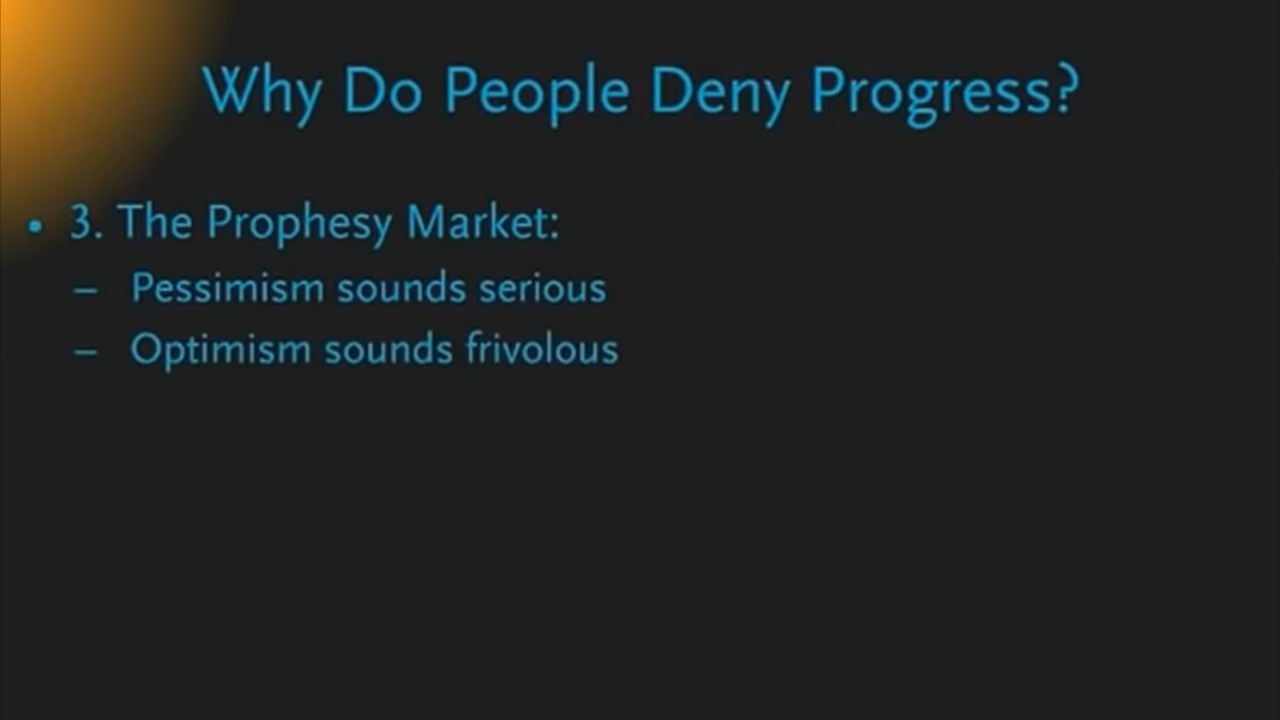 Why Do People Deny Progress?
• 3. The Prophesy Market:
– Pessimism sounds serious
– Optimism sounds frivolous